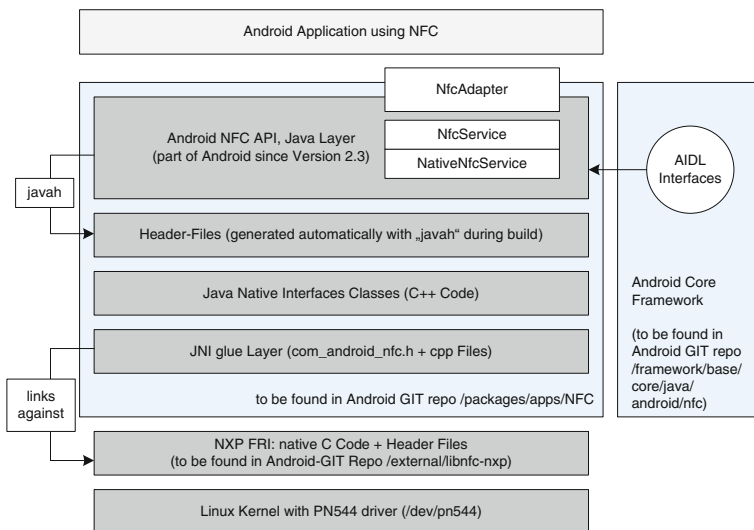 Android Application using NFC
NfcAdapter
Android NFC API, Java Layer
(part of Android since Version 2.3)
NfcService
NativeNfcService
AIDL
Interfaces
javah
Header-Files (generated automatically with „javah“ during build)
Java Native Interfaces Classes (C++ Code)
Android Core
Framework
(to be found in
Android GIT repo
/framework/base/
core/java/
android/nfc)
JNI glue Layer (com_android_nfc.h + cpp Files)
links
against
to be found in Android GIT repo /packages/apps/NFC
NXP FRI: native C Code + Header Files
(to be found in Android-GIT Repo /external/libnfc-nxp)
Linux Kernel with PN544 driver (/dev/pn544)